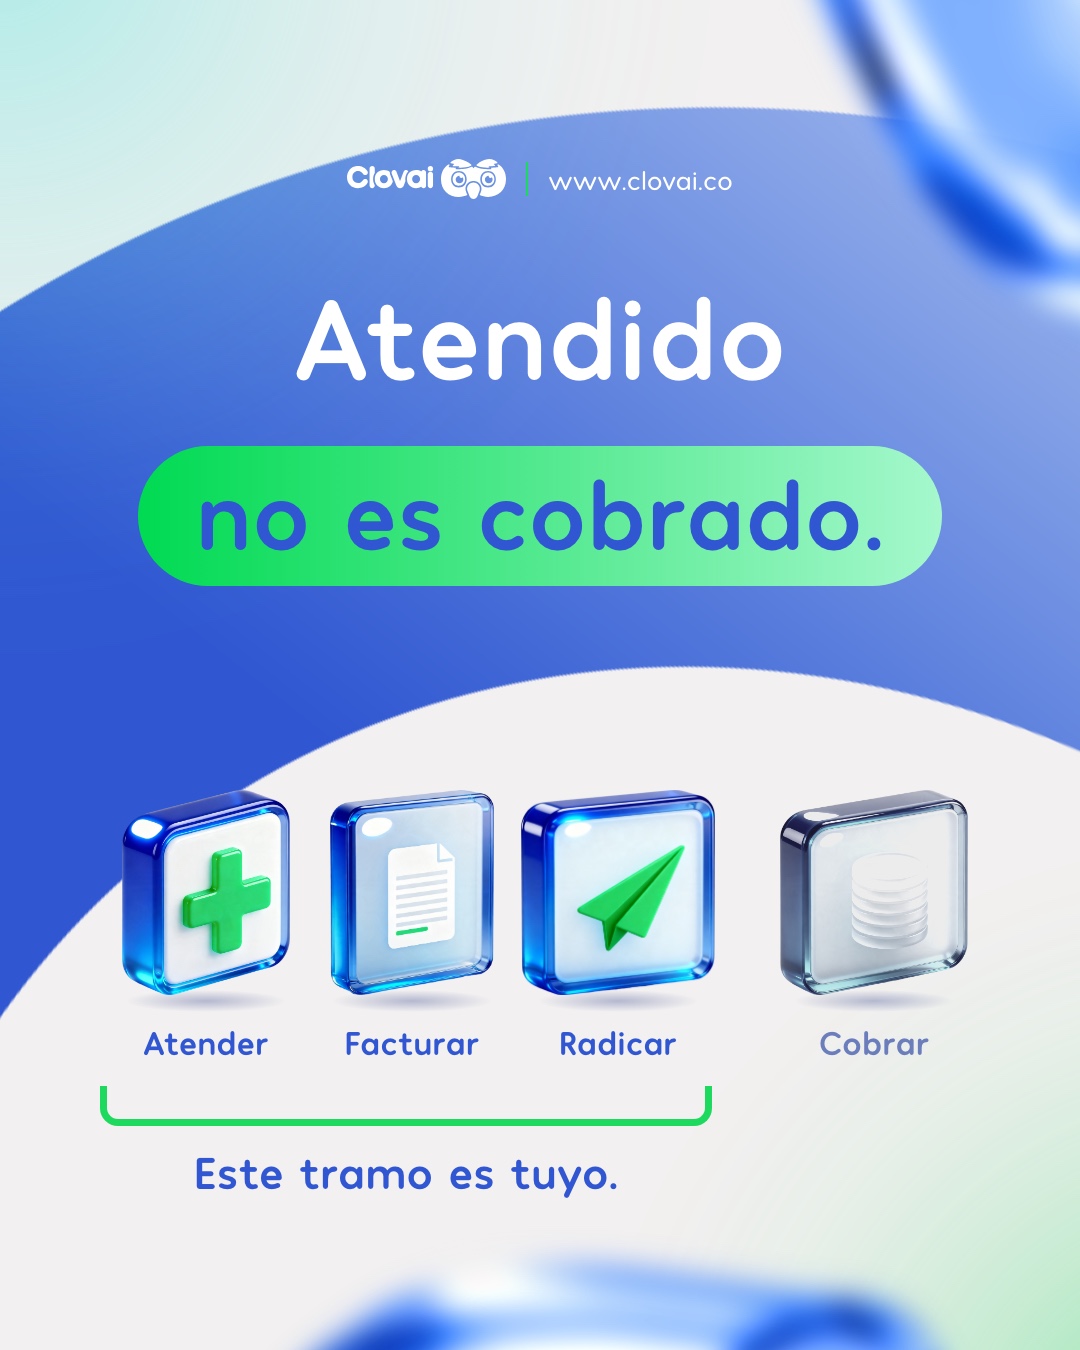 Clovai | www.clovai.co
Atendido
no es cobrado.
Atender
Facturar
Radicar
Cobrar
Este tramo es tuyo.